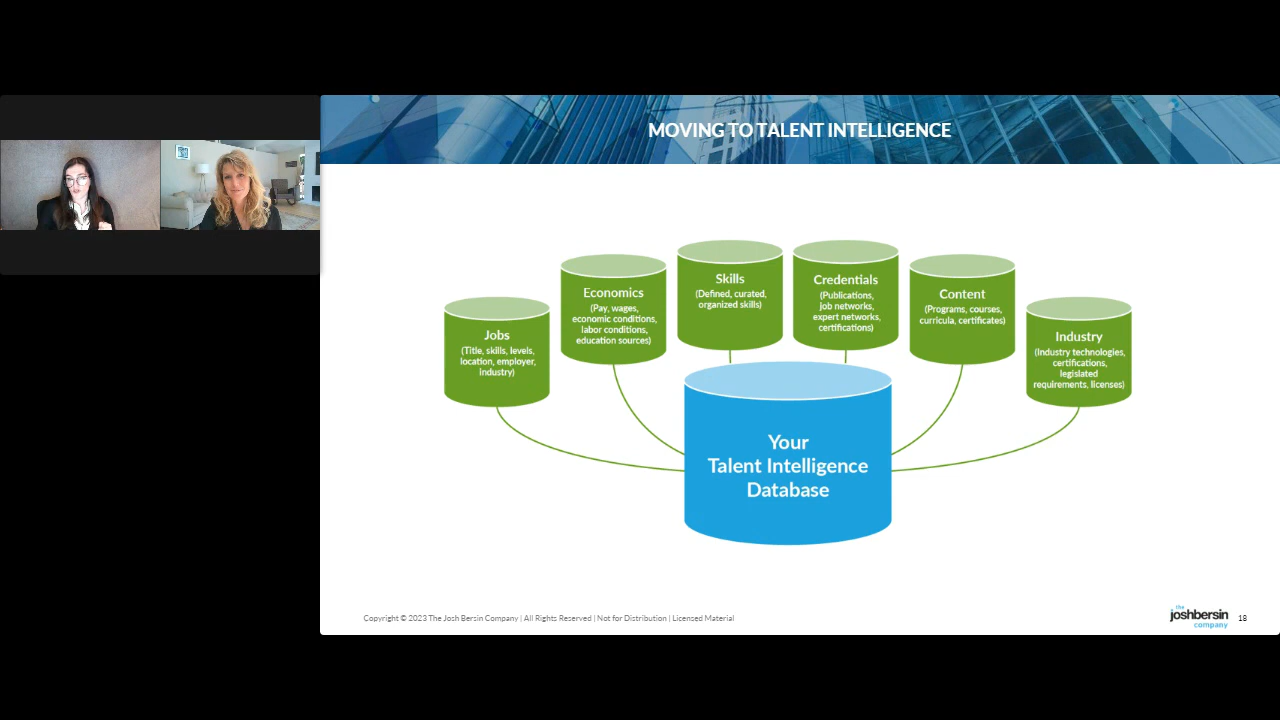 MOVING TO TALENT INTELLIGENCE
Jobs
(Title, skills, levels,
location, employer,
industry)
Economics
(Pay, wages,
economic conditions,
labor conditions,
education sources)
Skills
(Defined, curated,
organized skills)
Credentials
(Publications,
job networks,
expert networks,
certifications)
Content
(Programs, courses,
curricula, certificates)
Industry
(Industry technologies,
certifications,
legislated
requirements, licenses)
Your
Talent Intelligence
Database
Copyright © 2023 The Josh Bersin Company | All Rights Reserved | Not for Distribution | Licensed Material
the
joshbersin
company
18